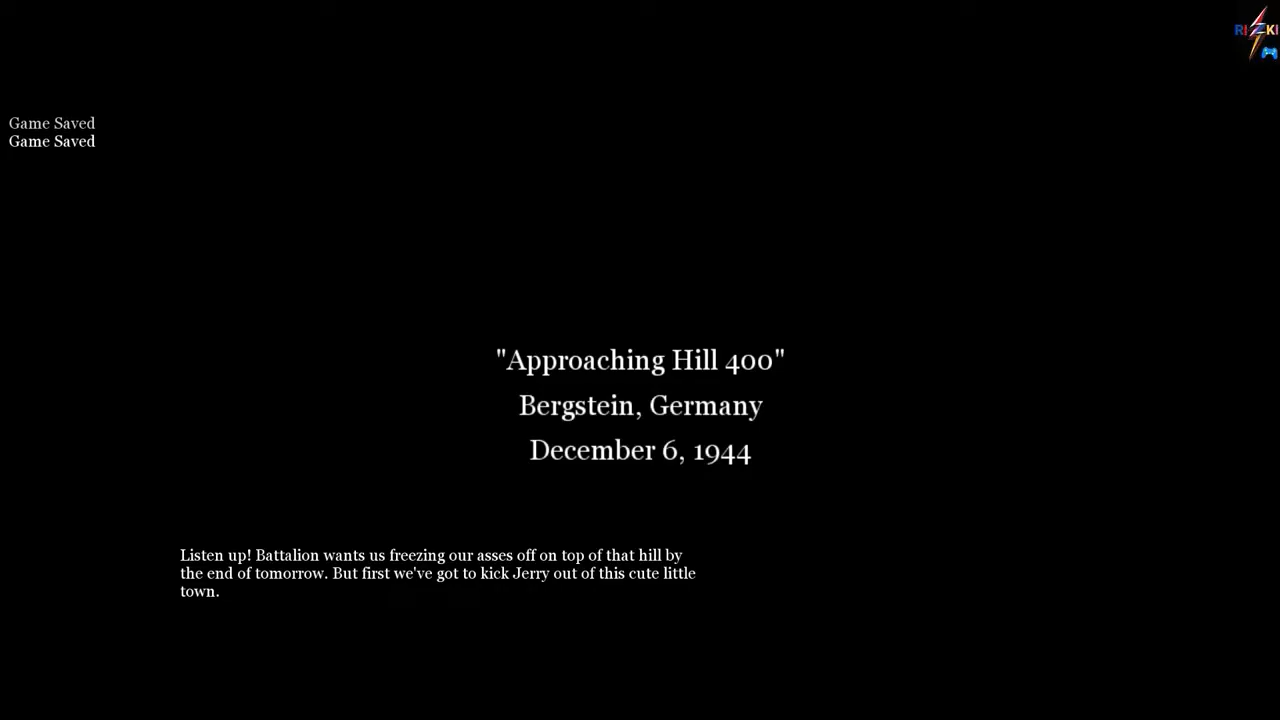 RIZKI
Game Saved
Game Saved
"Approaching Hill 400"
Bergstein, Germany
December 6, 1944
Listen up! Battalion wants us freezing our asses off on top of that hill by
the end of tomorrow. But first we've got to kick Jerry out of this cute little
town.